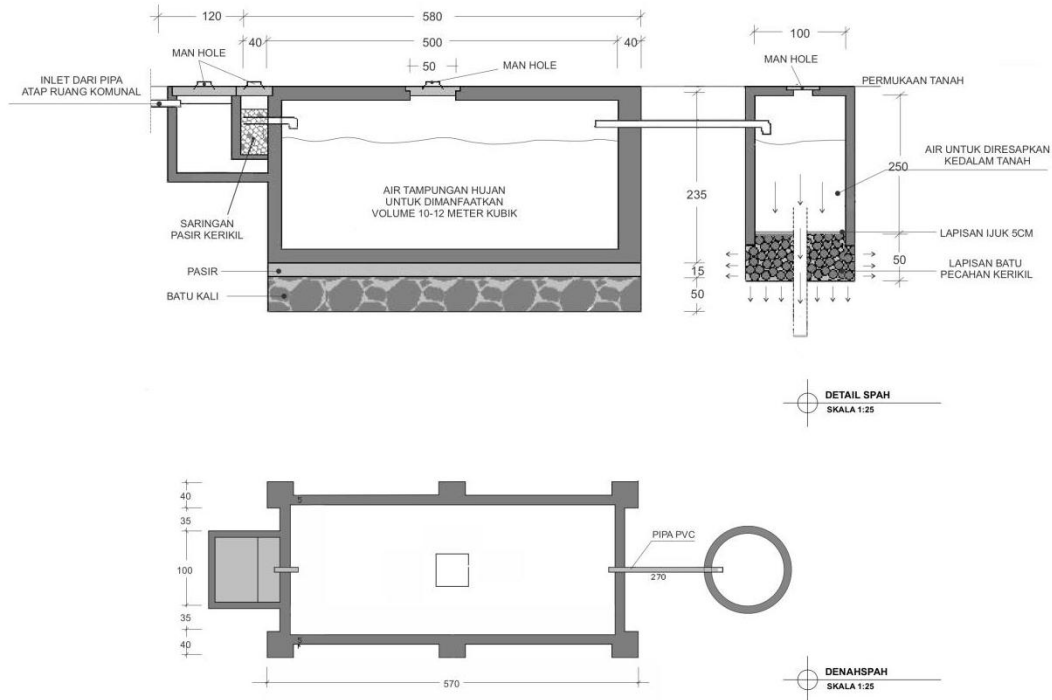 120
580
40
500
40
50
100
MAN HOLE
MAN HOLE
MAN HOLE
INLET DARI PIPA
ATAP RUANG KOMUNAL
PERMUKAAN TANAH
AIR UNTUK DIRESAPKAN
KEDALAM TANAH
250
235
AIR TAMPUNGAN HUJAN
UNTUK DIMANFAATKAN
VOLUME 10-12 METER KUBIK
SARINGAN
PASIR KERIKIL
LAPISAN IJUK 5CM
50
LAPISAN BATU
PECAHAN KERIKIL
PASIR
15
BATU KALI
50
DETAIL SPAH
SKALA 1:25
40
5
35
PIPA PVC
100
270
35
5
40
570
DENAHSPAH
SKALA 1:25